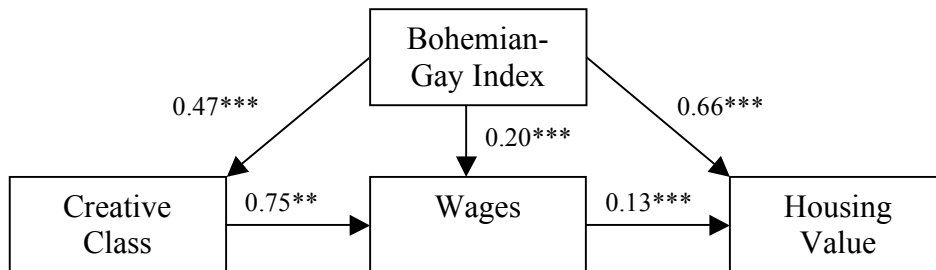 Bohemian-
Gay Index
0.47***
0.20***
0.66***
Creative
Class
0.75**
Wages
0.13***
Housing
Value